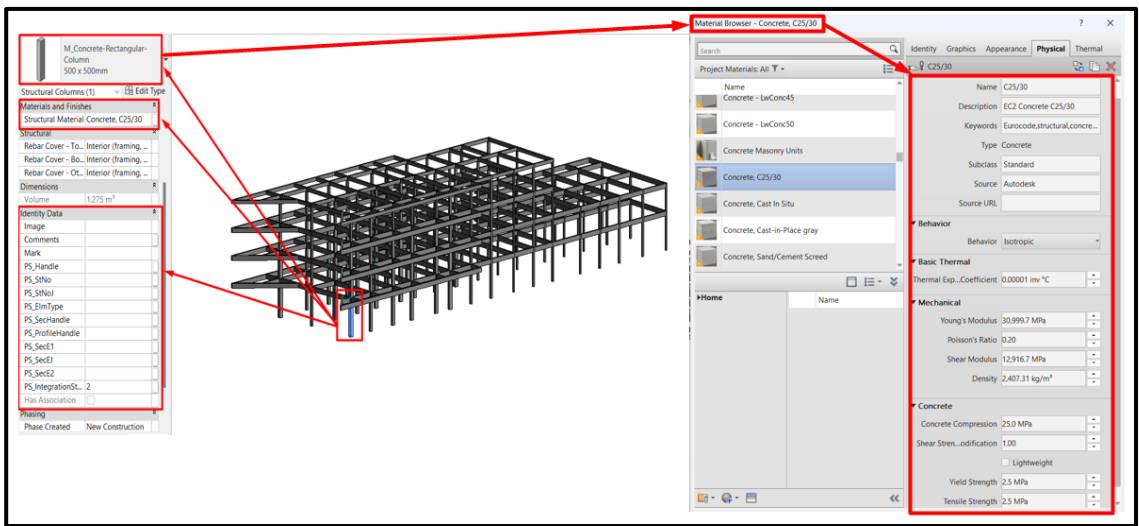 M_Concrete-Rectangular-
Column
500 x 500mm
Structural Columns (1)
Edit Type
Materials and Finishes
Structural Material Concrete, C25/30
Structural
Rebar Cover - To... Interior (framing, ...
Rebar Cover - Bo... Interior (framing, ...
Rebar Cover - Ot... Interior (framing, ...
Dimensions
Volume 1.275 m³
Identity Data
Image
Comments
Mark
PS_Handle
PS_StNo
PS_StNoJ
PS_ElmType
PS_SecHandle
PS_ProfileHandle
PS_SecE1
PS_SecEJ
PS_SecE2
PS_IntegrationSt... 2
Has Association
Phasing
Phase Created New Construction
Material Browser - Concrete, C25/30
? X
Search
Project Materials: All
Name
Concrete - LwConc45
Concrete - LwConc50
Concrete Masonry
Units
Concrete, C25/30
Concrete, Cast In Situ
Concrete, Cast-in-Place gray
Concrete, Sand/Cement Screed
Home
Name
Identity Graphics Appearance Physical Thermal
C25/30
Name C25/30
Description EC2 Concrete C25/30
Keywords Eurocode,structural,concre...
Type Concrete
Subclass Standard
Source Autodesk
Source URL
Behavior
Behavior Isotropic
Basic Thermal
Thermal Exp...Coefficient 0.00001 inv °C
Mechanical
Young's Modulus 30,999.7 MPa
Poisson's Ratio 0.20
Shear Modulus 12,916.7 MPa
Density 2,407.31 kg/m³
Concrete
Concrete Compression 25.0 MPa
Shear Stren...odification 1.00
Lightweight
Yield Strength 2.5 MPa
Tensile Strength 2.5 MPa